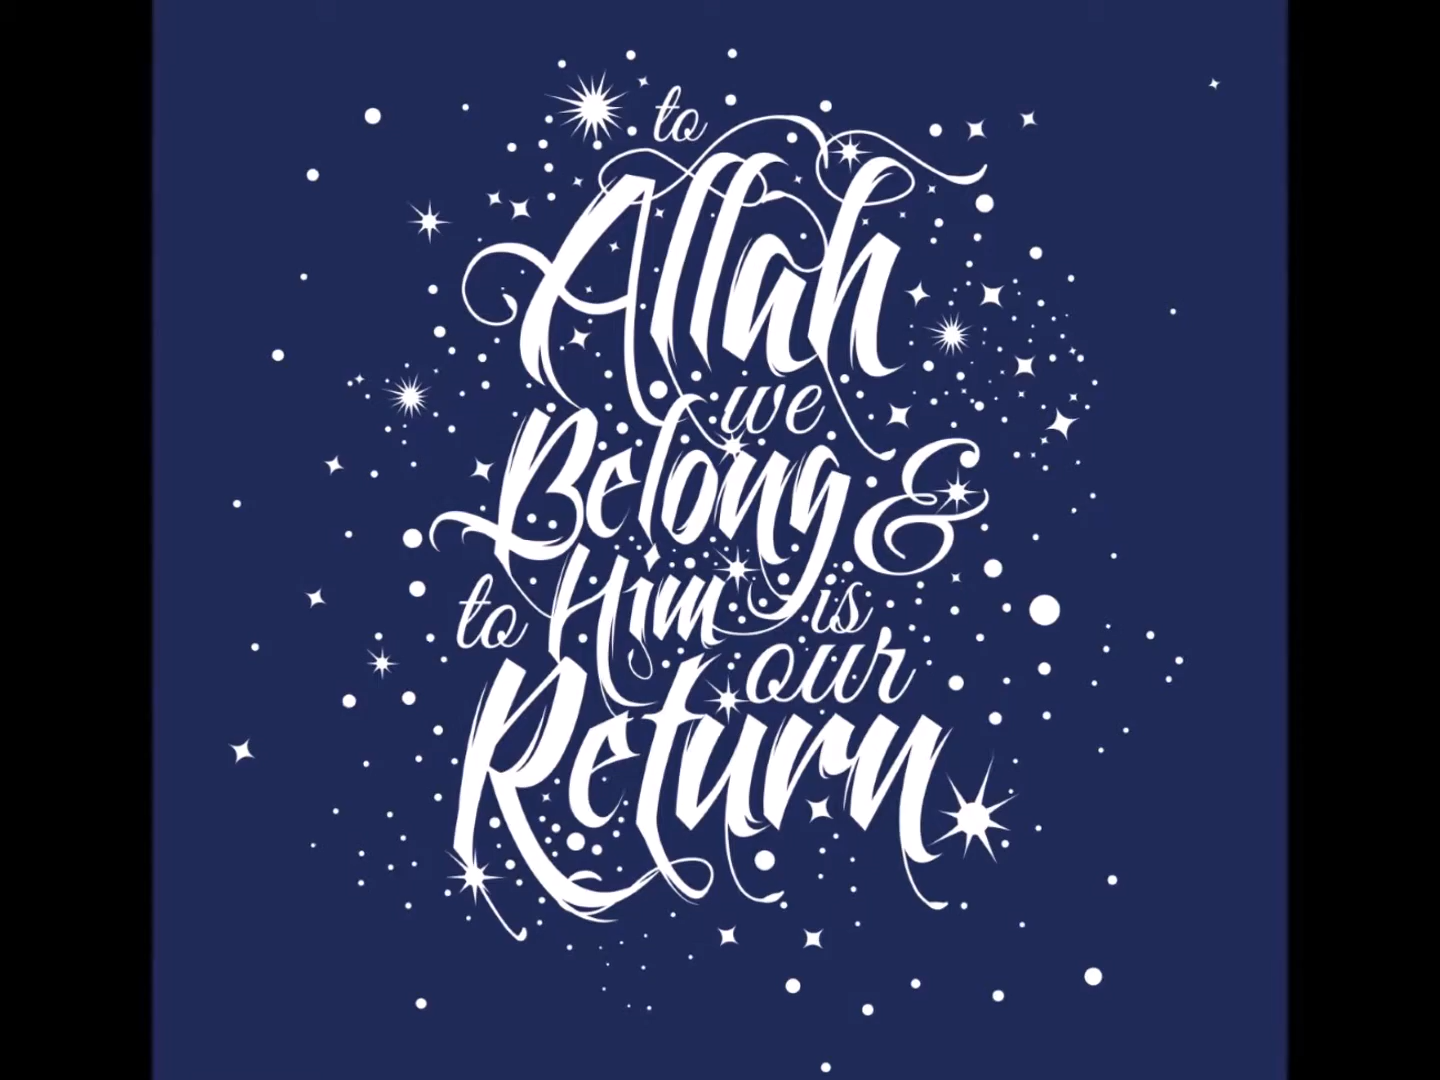 to
Allah
we
Belong &
to Him is
our
Return